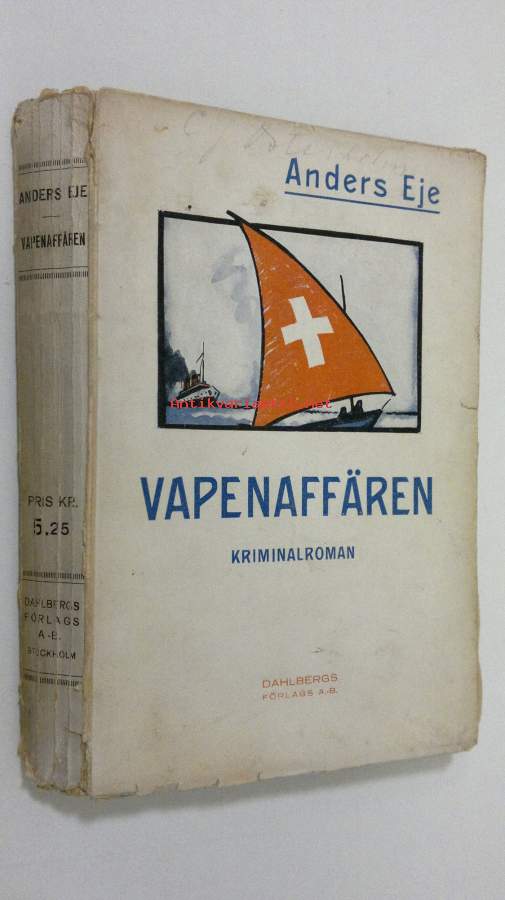 ANDERS EJE
VAPENAFFÄREN
PRIS KR.
5.25
DAHLBERGS
FÖRLAGS
A.-B.
STOCKHOLM
Anders Eje
Antikvariaatti.net
VAPENAFFÄREN
KRIMINALROMAN
DAHLBERGS
FÖRLAGS A.-B.